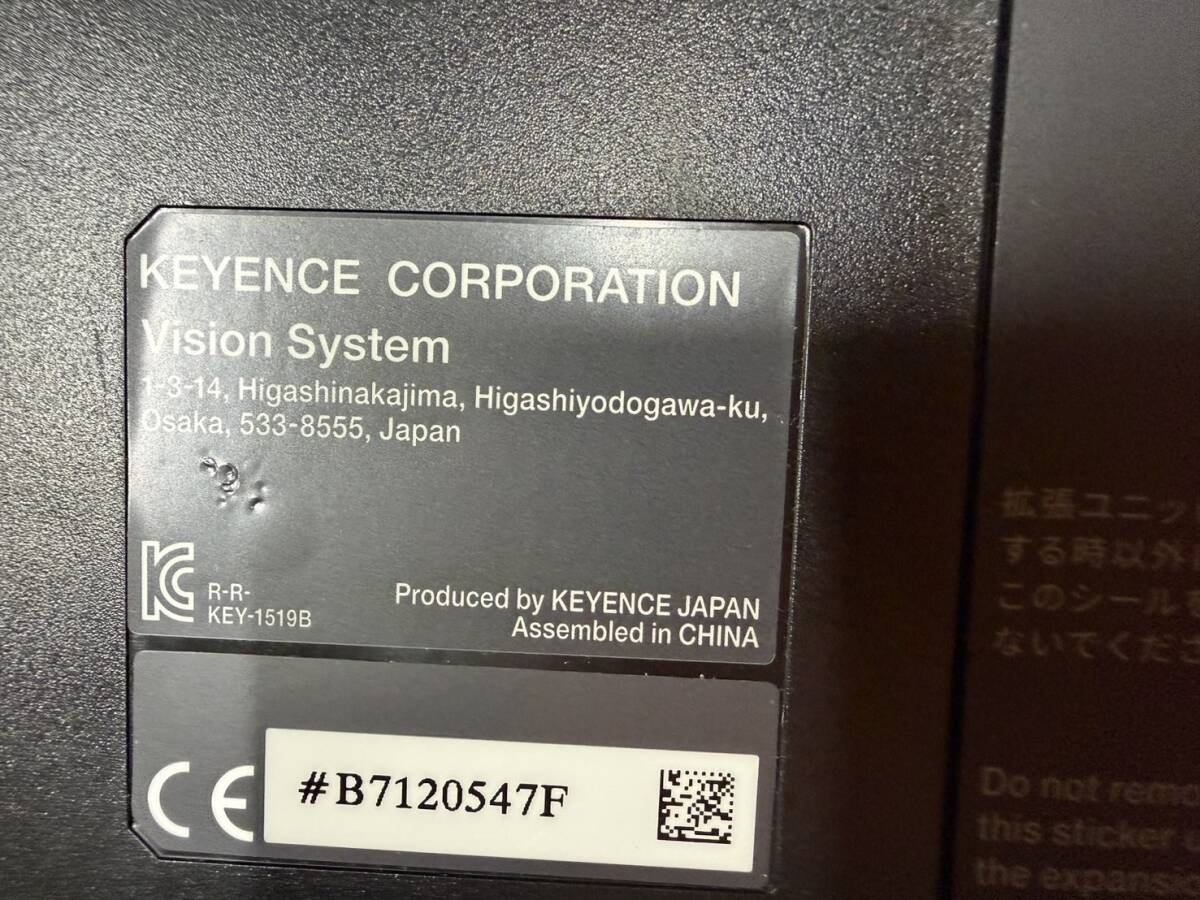 KEYENCE CORPORATION
Vision System
1-3-14, Higashinakajima, Higashiyodogawa-ku,
Osaka, 533-8555, Japan
R-R-
KEY-1519B
Produced by KEYENCE JAPAN
Assembled in CHINA
CE
#B7120547F
拡張ユニッ
する時以外
このシール
ないでくださ
Do not remo
this sticker
the expansio